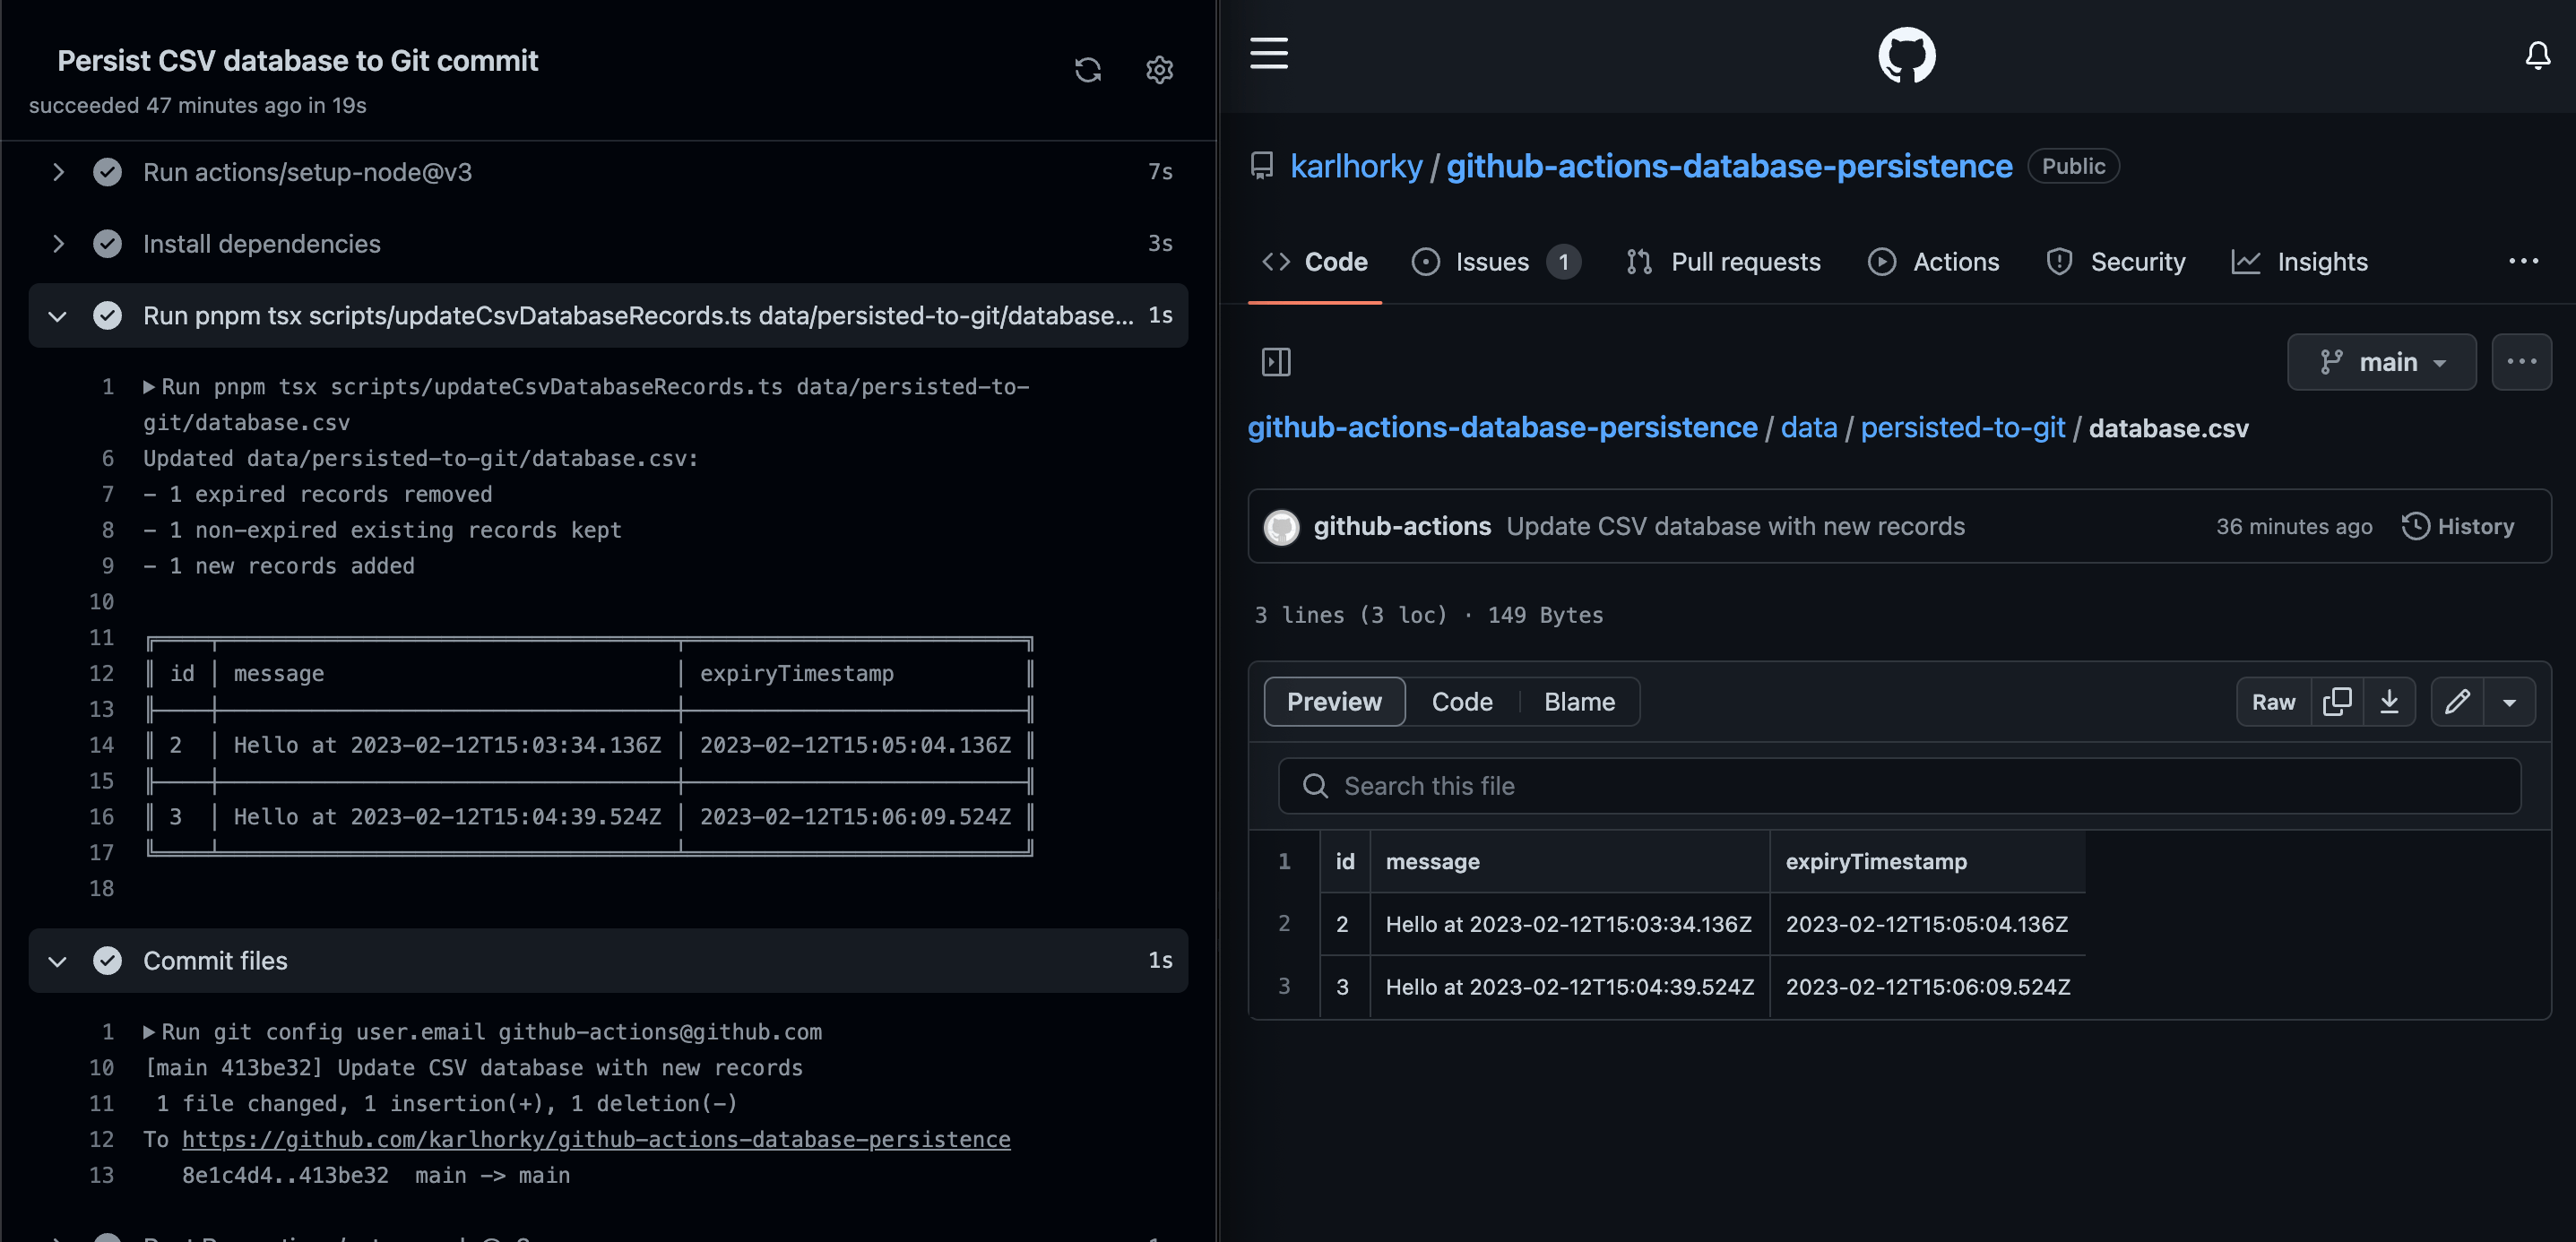 Persist CSV database to Git commit
succeeded 47 minutes ago in 19s
Run actions/setup-node@v3 7s
Install dependencies 3s
Run pnpm tsx scripts/updateCsvDatabaseRecords.ts data/persisted-to-git/database... 1s
1 Run pnpm tsx scripts/updateCsvDatabaseRecords.ts data/persisted-to-
git/database.csv
6 Updated data/persisted-to-git/database.csv:
7 - 1 expired records removed
8 - 1 non-expired existing records kept
9 - 1 new records added
10
11
12 id message expiryTimestamp
13
14 2 Hello at 2023-02-12T15:03:34.136Z 2023-02-12T15:05:04.136Z
15
16 3 Hello at 2023-02-12T15:04:39.524Z 2023-02-12T15:06:09.524Z
17
18
Commit files 1s
1 Run git config user.email github-actions@github.com
10 [main 413be32] Update CSV database with new records
11 1 file changed, 1 insertion(+), 1 deletion(-)
12 To https://github.com/karlhorky/github-actions-database-persistence
13 8e1c4d4..413be32 main -> main
karlhorky / github-actions-database-persistence Public
Code Issues 1 Pull requests Actions Security Insights ...
main ...
github-actions-database-persistence / data / persisted-to-git / database.csv
github-actions Update CSV database with new records 36 minutes ago History
3 lines (3 loc) · 149 Bytes
Preview Code Blame Raw
Search this file
1 id message expiryTimestamp
2 2 Hello at 2023-02-12T15:03:34.136Z 2023-02-12T15:05:04.136Z
3 3 Hello at 2023-02-12T15:04:39.524Z 2023-02-12T15:06:09.524Z